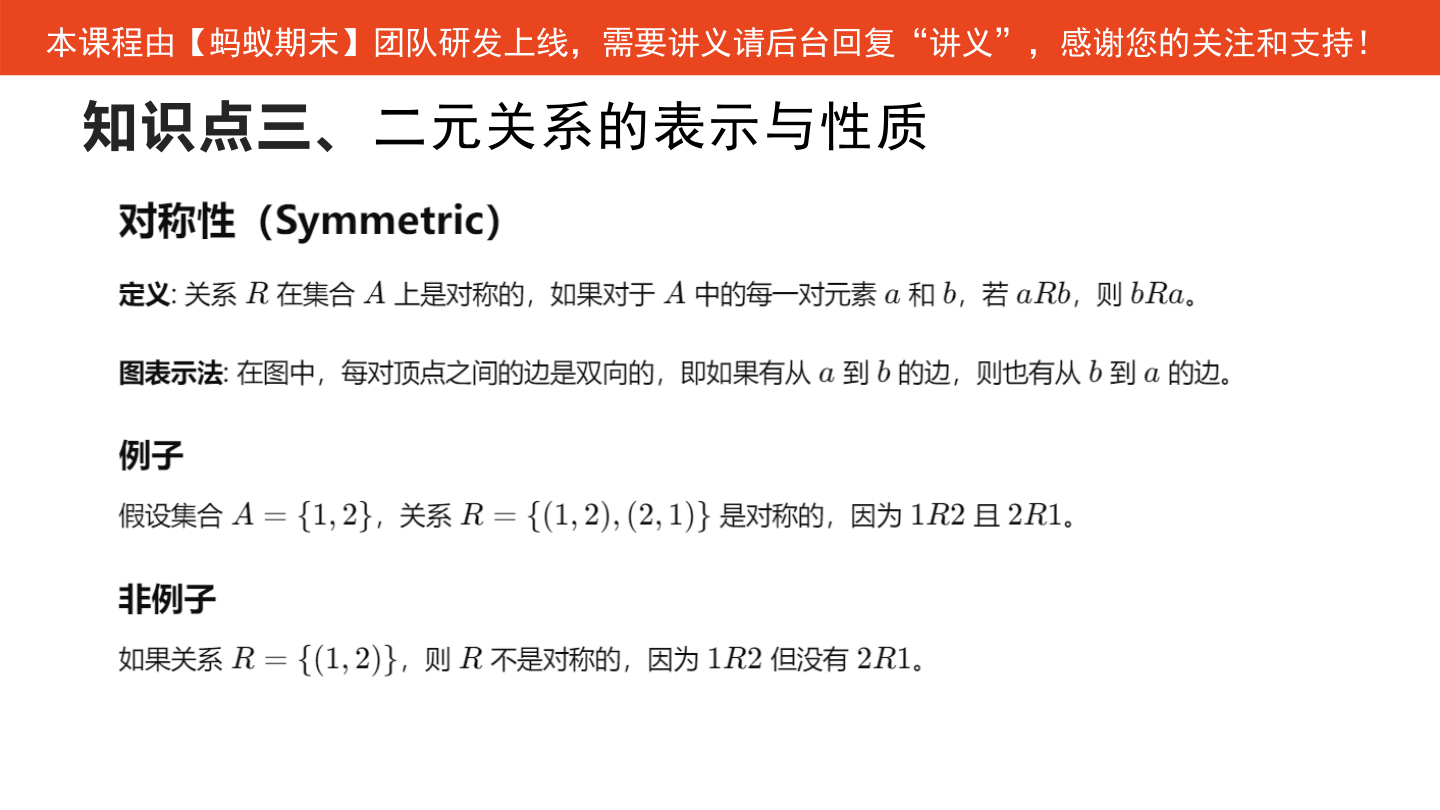 本课程由【蚂蚁期末】团队研发上线，需要讲义请后台回复“讲义”，感谢您的关注和支持！
知识点三、二元关系的表示与性质
对称性（Symmetric）
定义: 关系 R 在集合 A 上是对称的，如果对于 A 中的每一对元素 a 和 b，若 aRb，则 bRa。
图表示法: 在图中，每对顶点之间的边是双向的，即如果有从 a 到 b 的边，则也有从 b 到 a 的边。
例子
假设集合 A = {1, 2}，关系 R = {(1, 2), (2, 1)} 是对称的，因为 1R2 且 2R1。
非例子
如果关系 R = {(1, 2)}，则 R 不是对称的，因为 1R2 但没有 2R1。